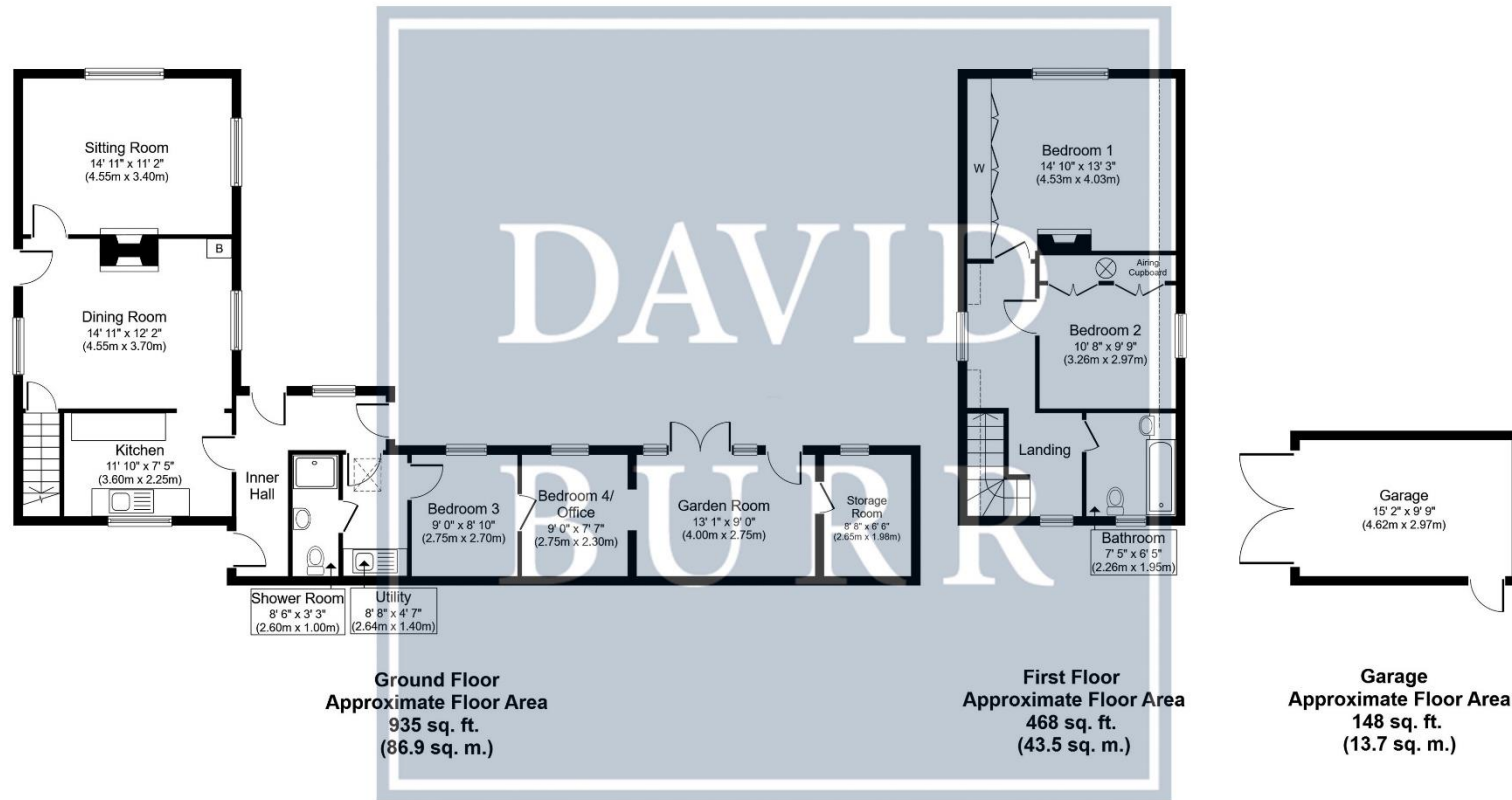 Sitting Room
14' 11" x 11' 2"
(4.55m x 3.40m)
B
Dining Room
14' 11" x 12' 2"
(4.55m x 3.70m)
Kitchen
11' 10" x 7' 5"
(3.60m x 2.25m)
Inner
Hall
Shower Room
8' 6" x 3' 3"
(2.60m x 1.00m)
Utility
8' 8" x 4' 7"
(2.64m x 1.40m)
Bedroom 3
9' 0" x 8' 10"
(2.75m x 2.70m)
Bedroom 4/
Office
9' 0" x 7' 7"
(2.75m x 2.30m)
Garden Room
13' 1" x 9' 0"
(4.00m x 2.75m)
Storage
Room
8' 8" x 6' 6"
(2.65m x 1.98m)
Ground Floor
Approximate Floor Area
935 sq. ft.
(86.9 sq. m.)
DAVID
BURR
W
Bedroom 1
14' 10" x 13' 3"
(4.53m x 4.03m)
Airing
Cupboard
Bedroom 2
10' 8" x 9' 9"
(3.26m x 2.97m)
Landing
Bathroom
7' 5" x 6' 5"
(2.26m x 1.95m)
First Floor
Approximate Floor Area
468 sq. ft.
(43.5 sq. m.)
Garage
15' 2" x 9' 9"
(4.62m x 2.97m)
Garage
Approximate Floor Area
148 sq. ft.
(13.7 sq. m.)